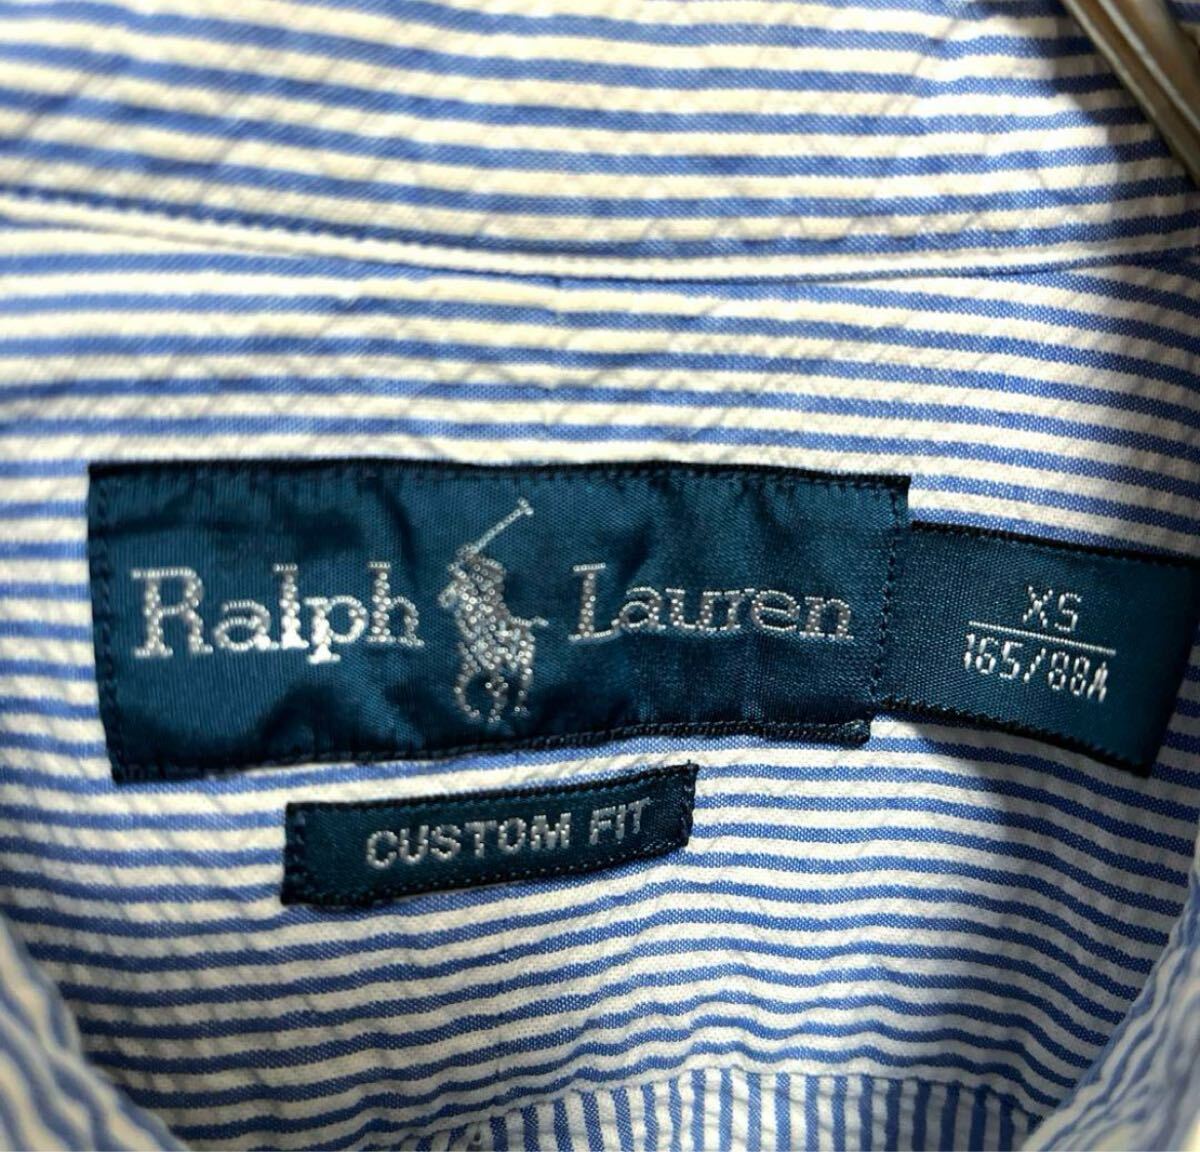 Ralph Lauren
XS
165/88A
CUSTOM FIT